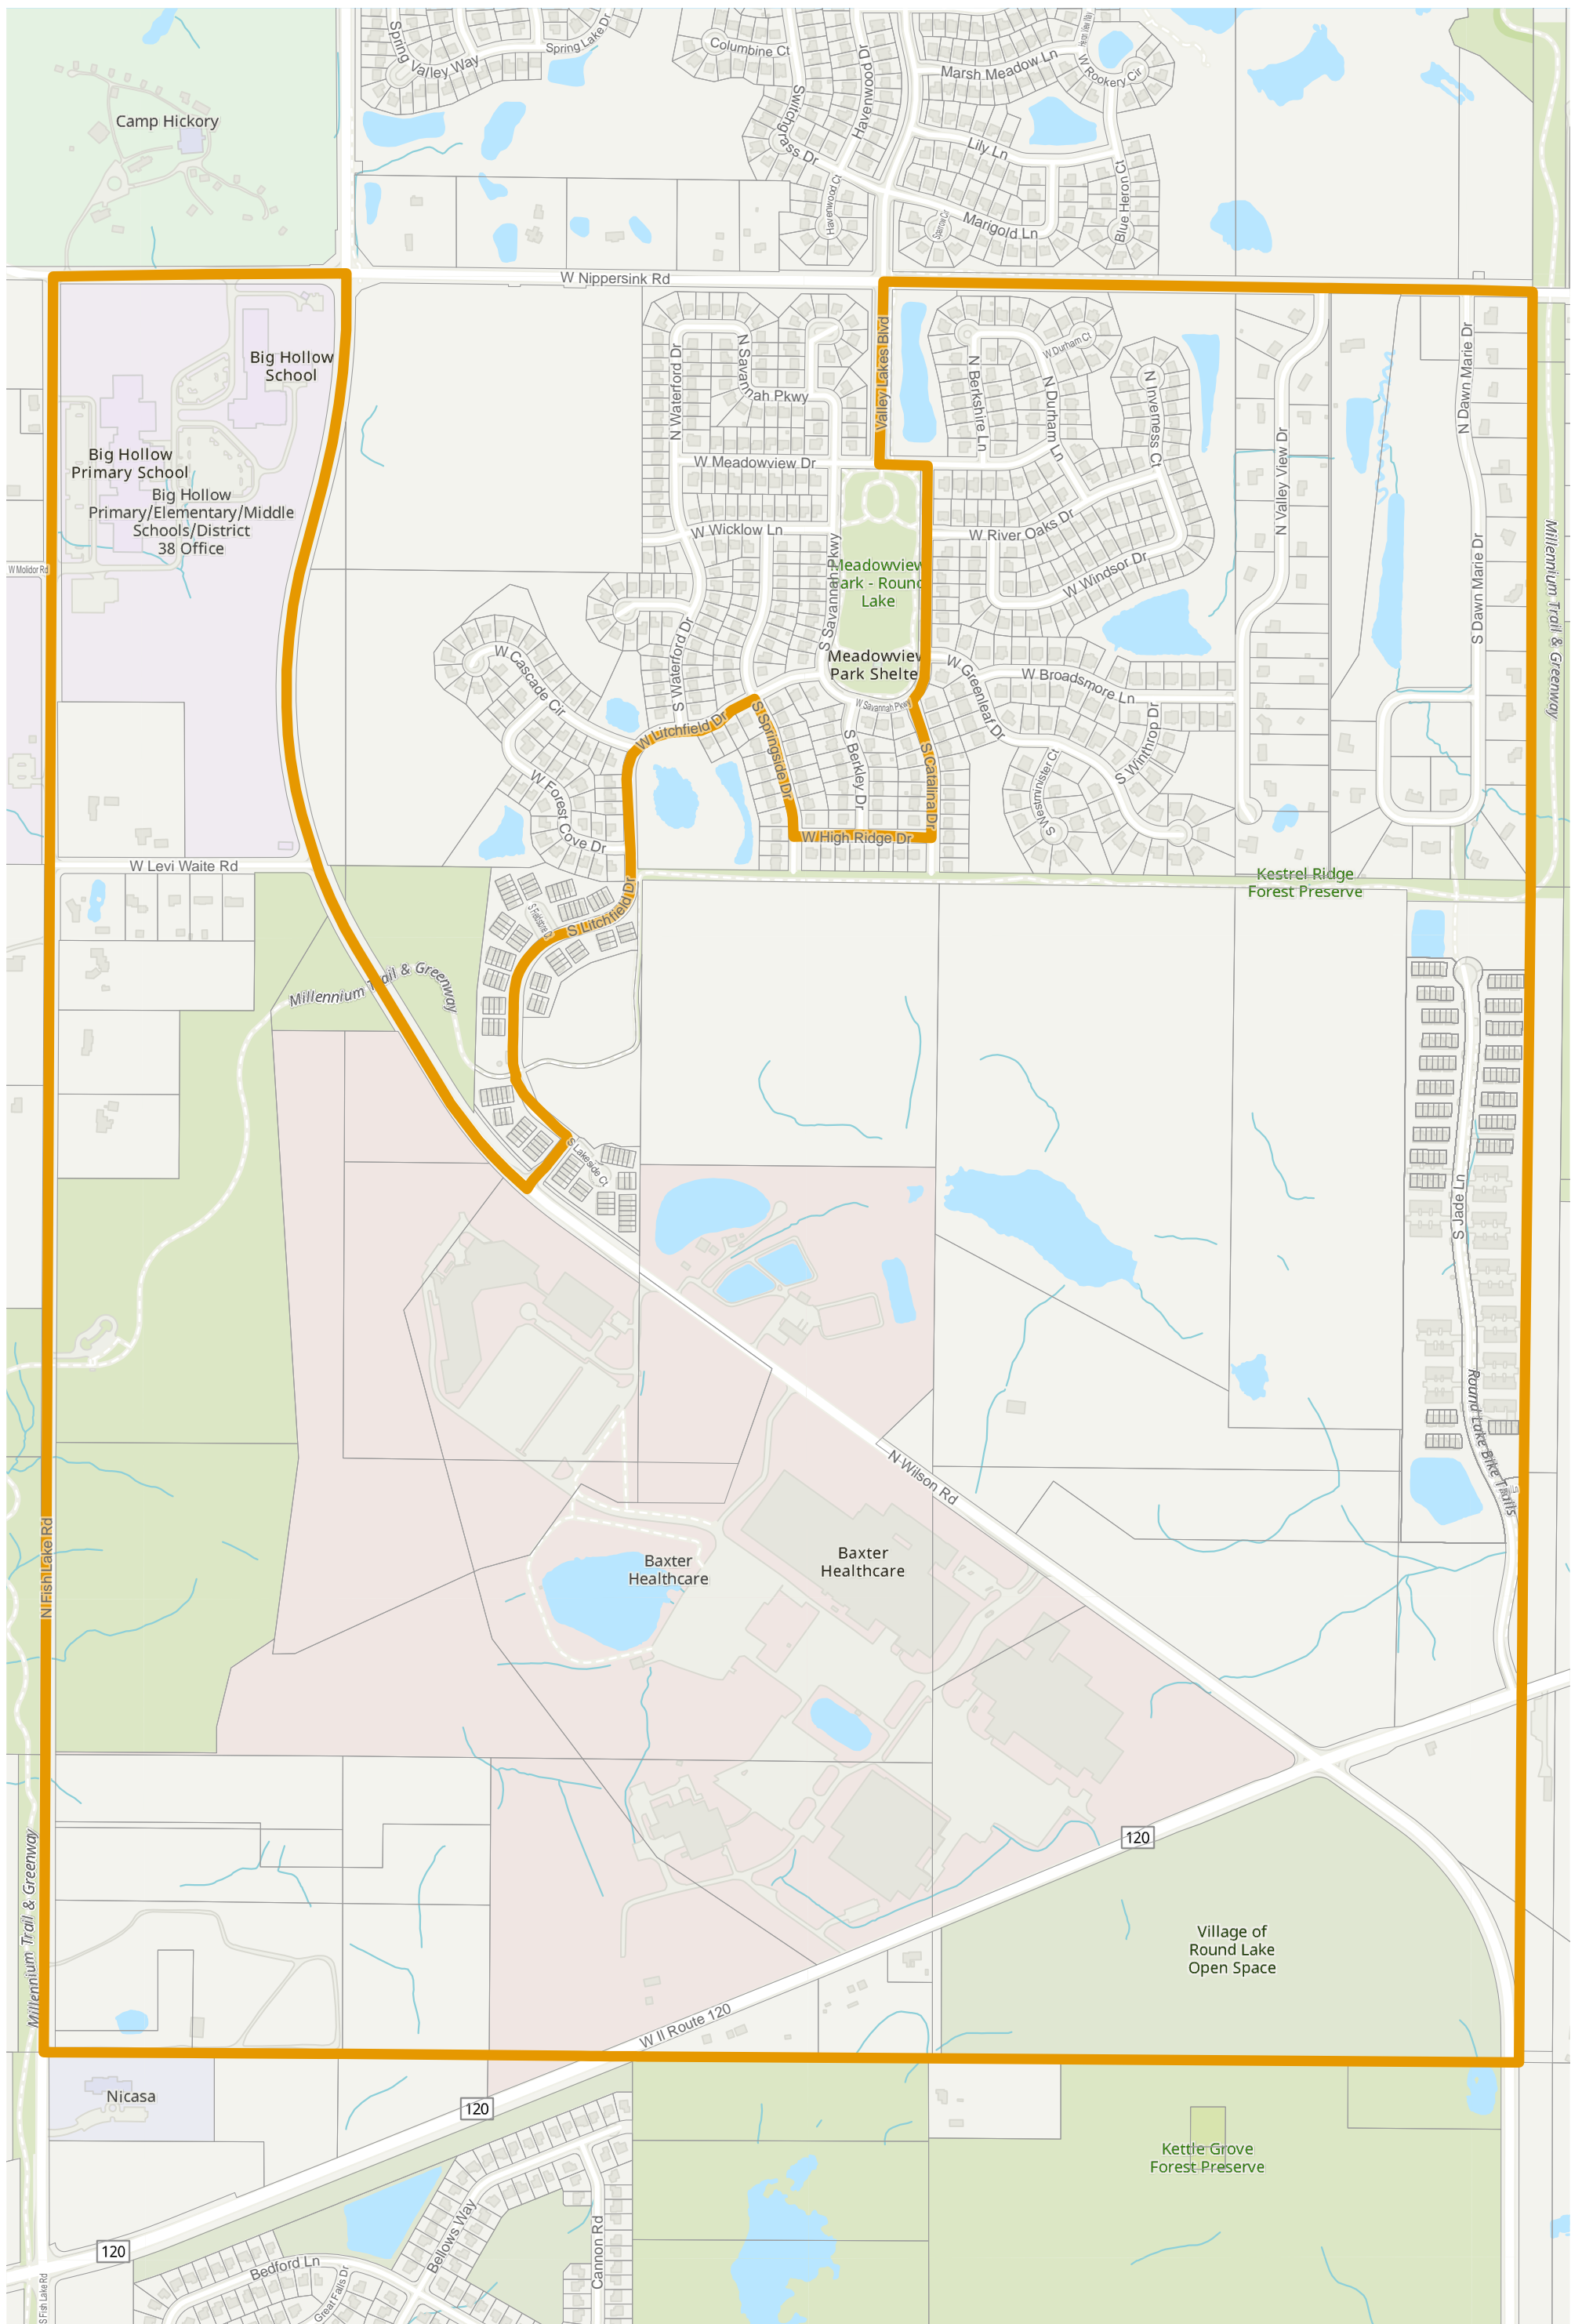 Spring Valley Way
Spring Lake Dr
Columbine Ct
Switchgrass Dr
Havenwood Dr
Marsh Meadow Ln
W Rookery Cir
Camp Hickory
Lily Ln
Blue Heron Ct
Havenwood Ct
Sparrow Cir
Marigold Ln
W Nippersink Rd
Big Hollow
School
Valley Lakes Blvd
N Waterford Dr
N Savannah Pkwy
N Berkshire Ln
W Durham Ct
N Durham Ln
N Inverness Ct
N Valley View Dr
N Dawn Marie Dr
Big Hollow
Primary School
W Meadowview Dr
Big Hollow
Primary/Elementary/Middle
Schools/District
38 Office
W Wicklow Ln
W River Oaks Dr
W Molidor Rd
Meadowview
Park - Round
Lake
S Savannah Pkwy
W Windsor Dr
S Dawn Marie Dr
Millennium Trail & Greenway
W Cascade Cir
S Waterford Dr
Meadowview
Park Shelter
W Greenleaf Dr
W Broadsmore Ln
W Savannah Pkwy
W Litchfield Dr
S Springside Dr
S Berkley Dr
S Catalina Dr
S Winthrop Dr
S Westminister Ct
W Forest Cove Dr
W High Ridge Dr
W Levi Waite Rd
Kestrel Ridge
Forest Preserve
S Litchfield Dr
Millennium Trail & Greenway
S Lakeside Ct
S Jade Ln
Round Lake Bike Trails
N Wilson Rd
Baxter
Healthcare
Baxter
Healthcare
N Fish Lake Rd
120
Millennium Trail & Greenway
Village of
Round Lake
Open Space
W Il Route 120
Nicasa
120
Kettle Grove
Forest Preserve
120
Bellows Way
Bedford Ln
Great Falls Dr
Cannon Rd
S Fish Lake Rd